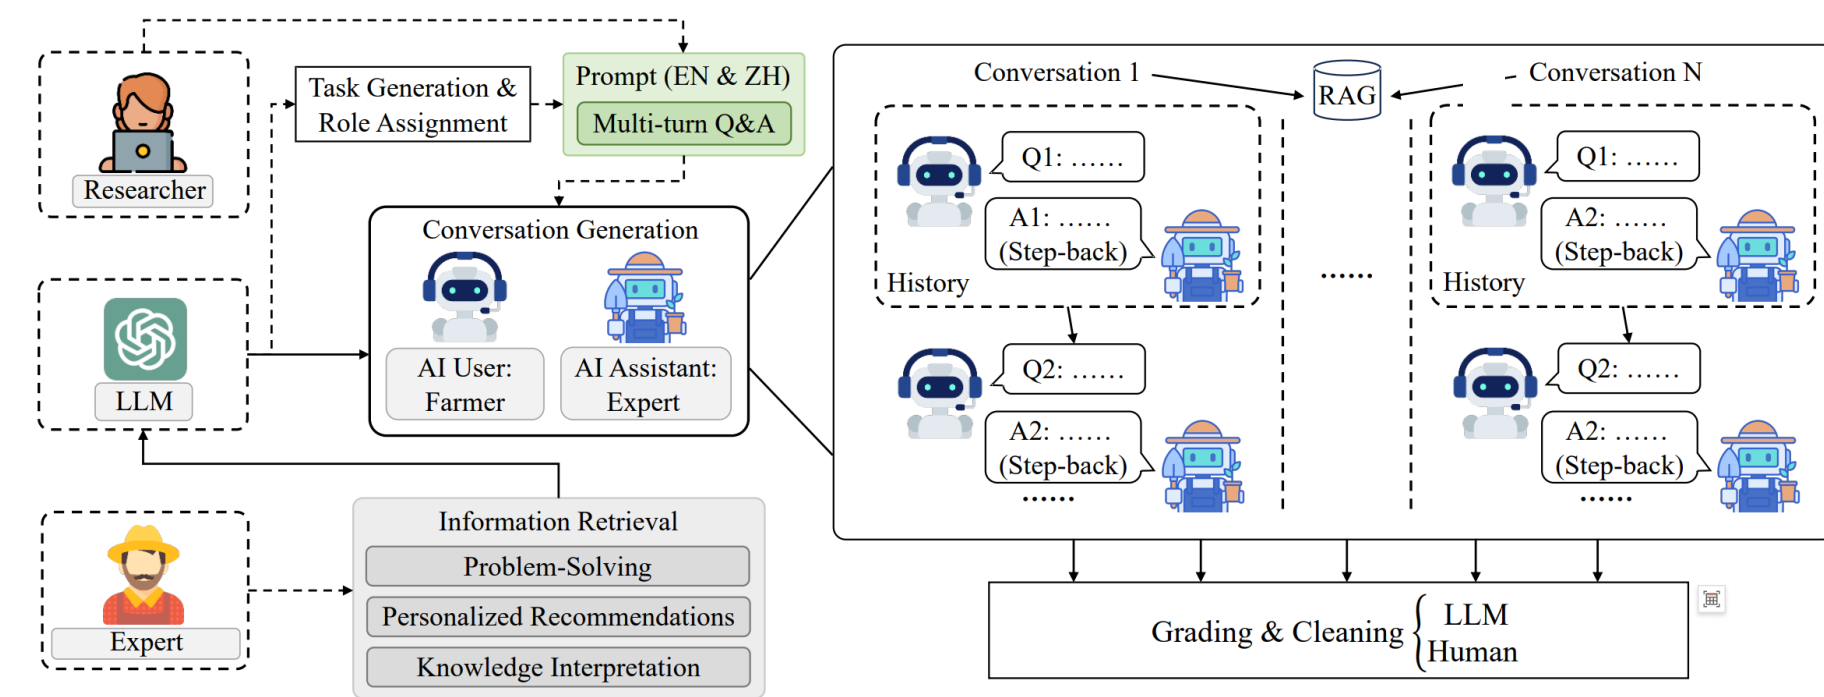 Researcher
Task Generation &
Role Assignment
Prompt (EN & ZH)
Multi-turn Q&A
LLM
Conversation Generation
AI User:
Farmer
AI Assistant:
Expert
Expert
Information Retrieval
Problem-Solving
Personalized Recommendations
Knowledge Interpretation
Conversation 1
RAG
Conversation N
Q1: ......
A1: ......
(Step-back)
History
Q2: ......
A2: ......
(Step-back)
......
......
Q1: ......
A2: ......
(Step-back)
History
Q2: ......
A2: ......
(Step-back)
......
Grading & Cleaning {
LLM
Human